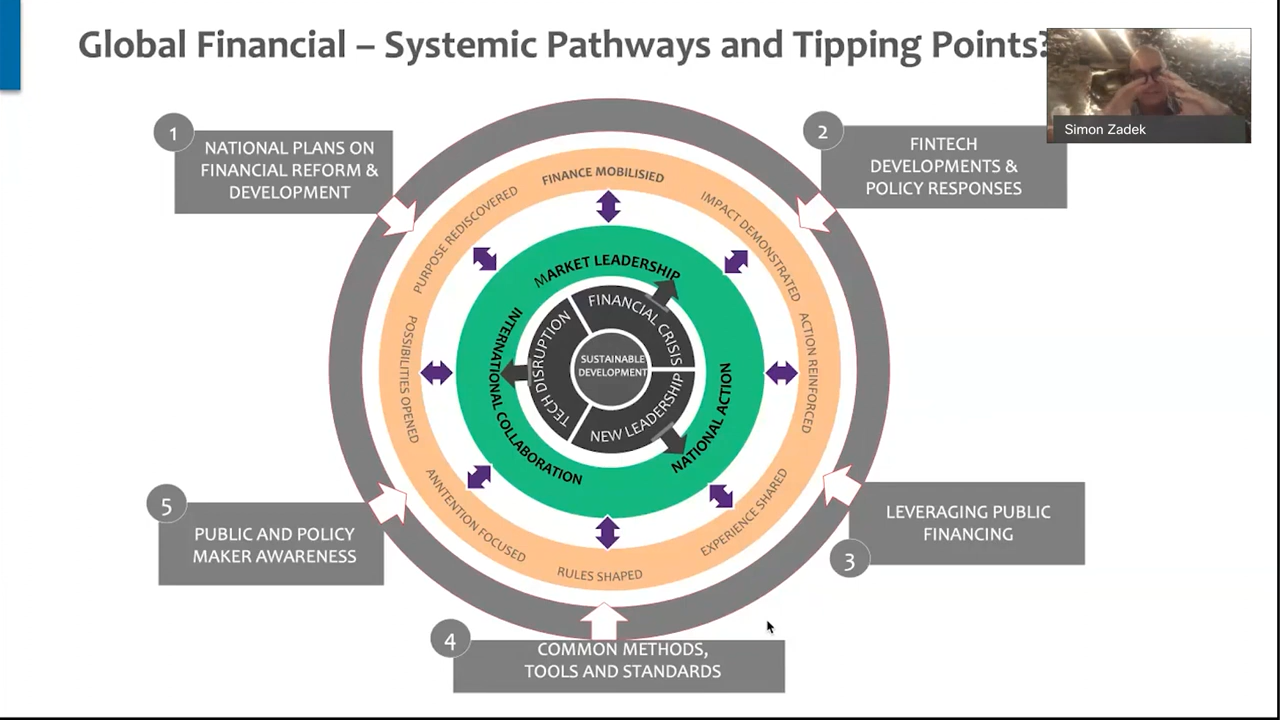 Global Financial – Systemic Pathways and Tipping Points?
Simon Zadek
1
NATIONAL PLANS ON
FINANCIAL REFORM &
DEVELOPMENT
2
FINTECH
DEVELOPMENTS &
POLICY RESPONSES
FINANCE MOBILISIED
IMPACT DEMONSTRATED
ACTION REINFORCED
EXPERIENCE SHARED
RULES SHAPED
ANNTENTION FOCUSED
POSSIBILITIES OPENED
PURPOSE REDISCOVERED
MARKET LEADERSHIP
NATIONAL ACTION
INTERNATIONAL COLLABORATION
FINANCIAL CRISIS
NEW LEADERSHIP
TECH DISRUPTION
SUSTAINABLE
DEVELOPMENT
5
PUBLIC AND POLICY
MAKER AWARENESS
LEVERAGING PUBLIC
FINANCING
3
4
COMMON METHODS,
TOOLS AND STANDARDS